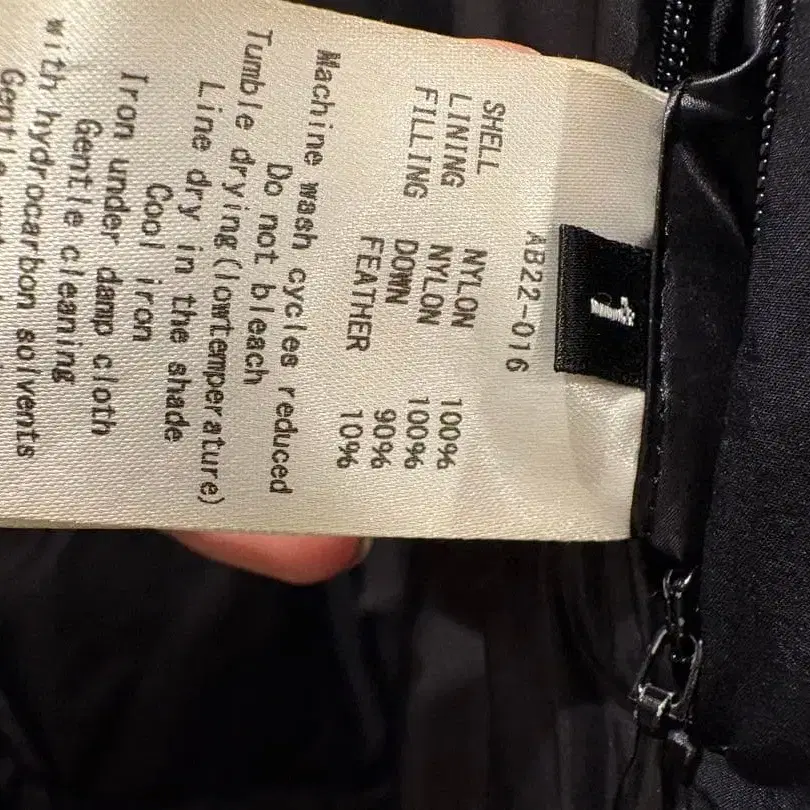 1
AB22-016
SHELL NYLON 100%
LINING NYLON 100%
FILLING DOWN 90%
FEATHER 10%
Machine wash cycles reduced
Do not bleach
Tumble drying(lowtemperature)
Line dry in the shade
Cool iron
Iron under damp cloth
Gentle cleaning
with hydrocarbon solvents
Gentle